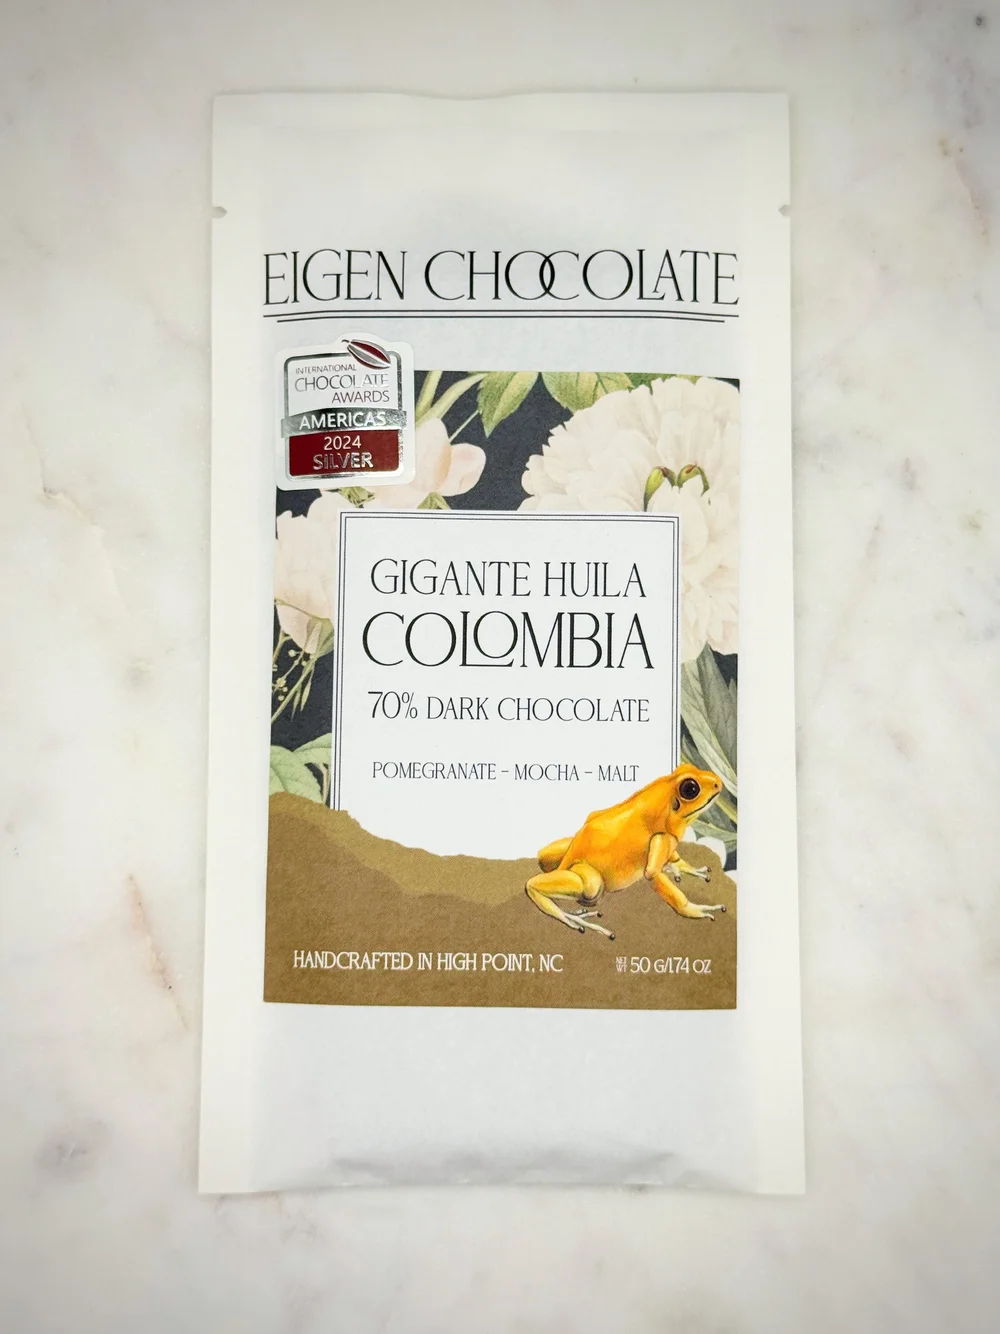 EIGEN CHOCOLATE
INTERNATIONAL
CHOCOLATE
AWARDS
AMERICAS
2024
SILVER
GIGANTE HUILA
COLOMBIA
70% DARK CHOCOLATE
POMEGRANATE - MOCHA - MALT
HANDCRAFTED IN HIGH POINT, NC
NET WT 50 G/1.74 OZ